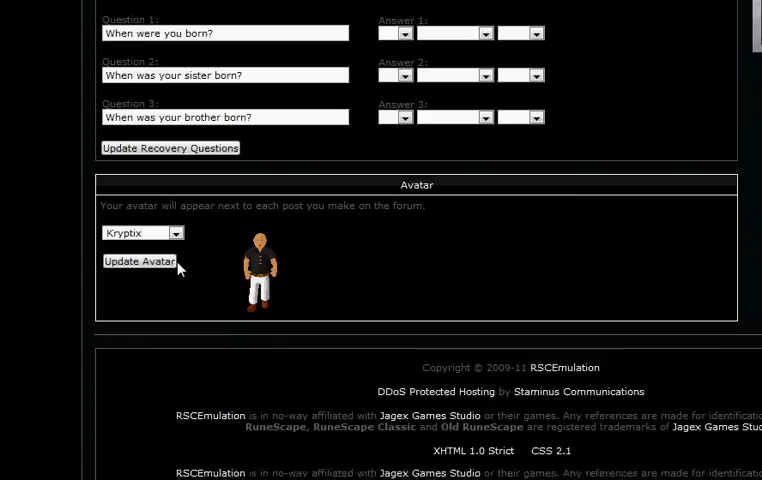 Question 1: Answer 1:
When were you born?
Question 2: Answer 2:
When was your sister born?
Question 3: Answer 3:
When was your brother born?
Update Recovery Questions
Avatar
Your avatar will appear next to each post you make on the forum.
Kryptix
Update Avatar
Copyright © 2009-11 RSCEmulation
DDoS Protected Hosting by Staminus Communications
RSCEmulation is in no-way affiliated with Jagex Games Studio or their games. Any references are made for
RuneScape, RuneScape Classic and Old RuneScape are registered trademarks of Jagex Games
XHTML 1.0 Strict CSS 2.1
RSCEmulation is in no-way affiliated with Jagex Games Studio or their games. Any references are made for